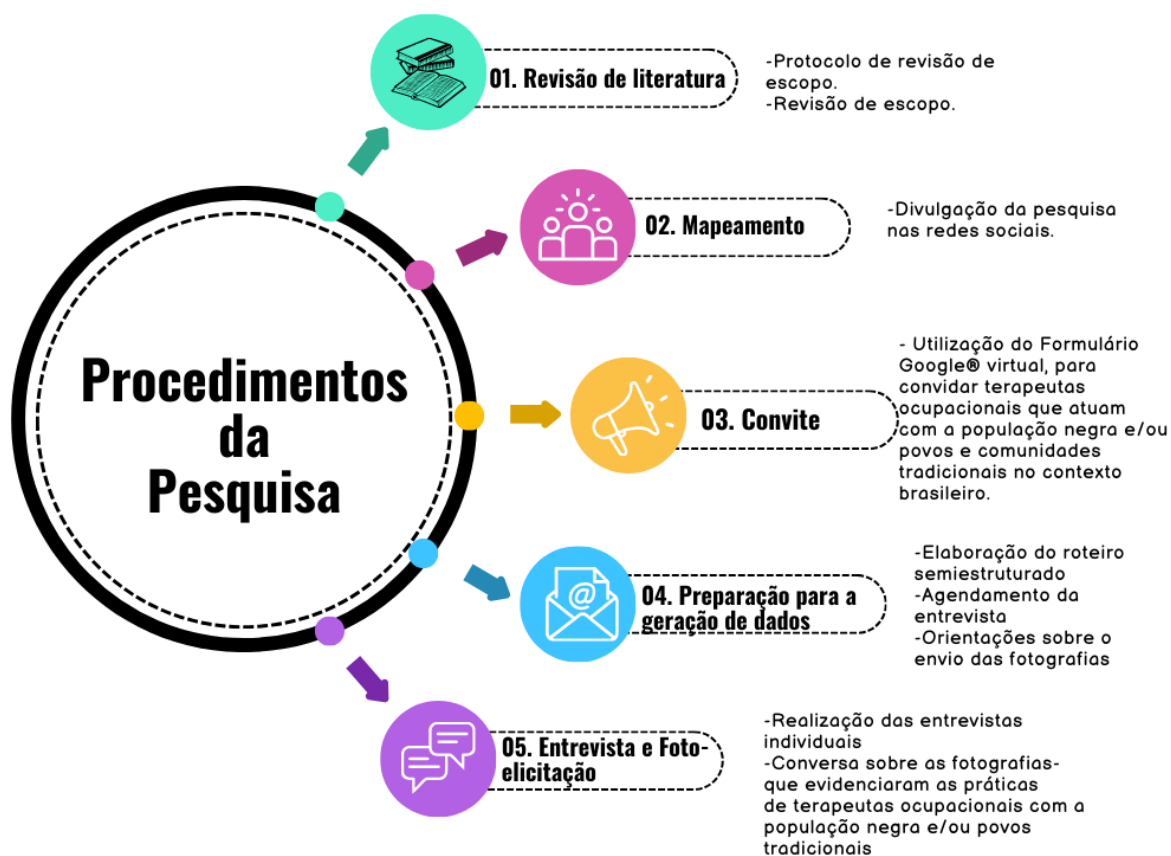 Procedimentos
da
Pesquisa
01. Revisão de literatura
-Protocolo de revisão de
escopo.
-Revisão de escopo.
02. Mapeamento
-Divulgação da pesquisa
nas redes sociais.
03. Convite
- Utilização do Formulário
Google® virtual, para
convidar terapeutas
ocupacionais que atuam
com a população negra e/ou
povos e comunidades
tradicionais no contexto
brasileiro.
@
04. Preparação para a
geração de dados
-Elaboração do roteiro
semiestruturado
-Agendamento da
entrevista
-Orientações sobre o
envio das fotografias
05. Entrevista e Foto-
elicitação
-Realização das entrevistas
individuais
-Conversa sobre as fotografias-
que evidenciaram as práticas
de terapeutas ocupacionais com a
população negra e/ou povos
tradicionais